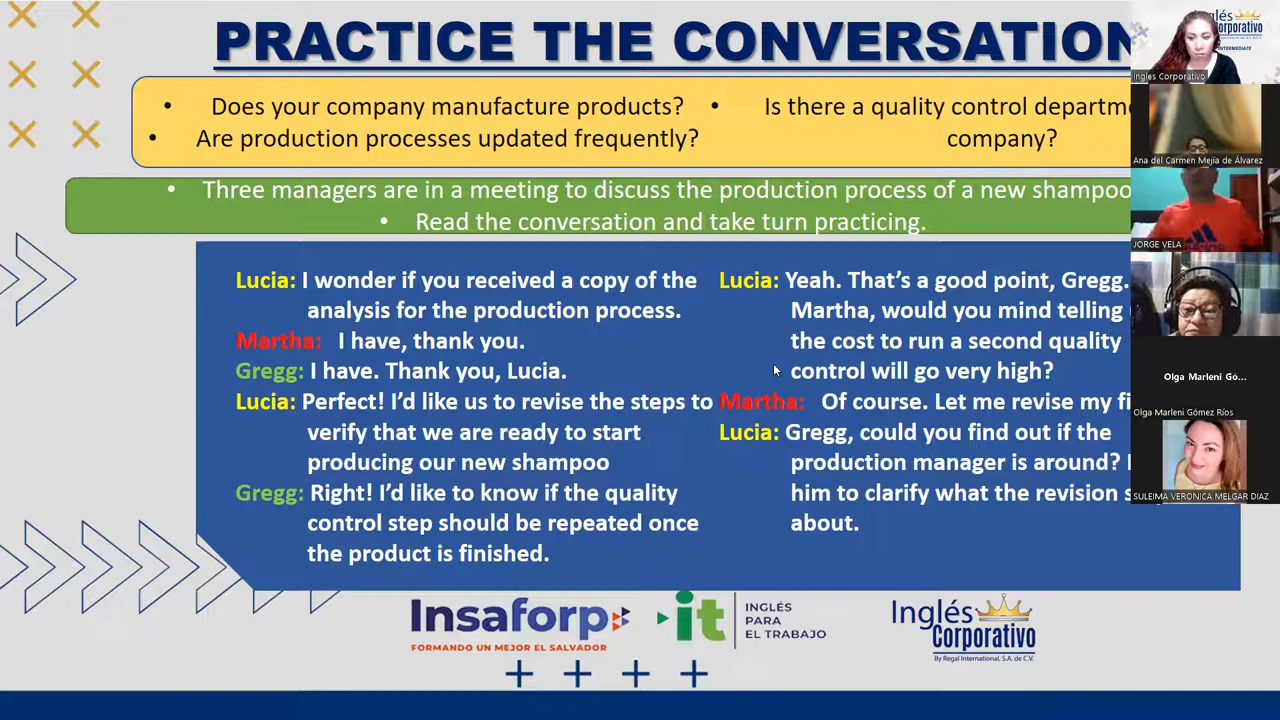 PRACTICE THE CONVERSATION
• Does your company manufacture products?
• Are production processes updated frequently?
• Is there a quality control
company?
• Three managers are in a meeting to discuss the production process of a new shampoo
• Read the conversation and take turn practicing.
Lucia: I wonder if you received a copy of the
analysis for the production process.
Martha: I have, thank you.
Gregg: I have. Thank you, Lucia.
Lucia: Perfect! I’d like us to revise the steps to
verify that we are ready to start
producing our new shampoo
Gregg: Right! I’d like to know if the quality
control step should be repeated once
the product is finished.
Lucia: Yeah. That’s a good point, Gregg.
Martha, would you mind telling
the cost to run a second quality
control will go very high?
Martha: Of course. Let me revise my
Lucia: Gregg, could you find out if the
production manager is around?
him to clarify what the revision
about.
Insaforp
FORMANDO UN MEJOR EL SALVADOR
it
INGLÉS
PARA
EL TRABAJO
Inglés
Corporativo
By Regal International, S.A. de C.V.
Inglés
Corporativo
INTERMEDIATE
Ingles Corporativo
Ana del Carmen Mejía de Álvarez
JORGE VELA
Olga Marleni Gó...
Olga Marleni Gómez Ríos
SULEIMA VERONICA MELGAR DIAZ